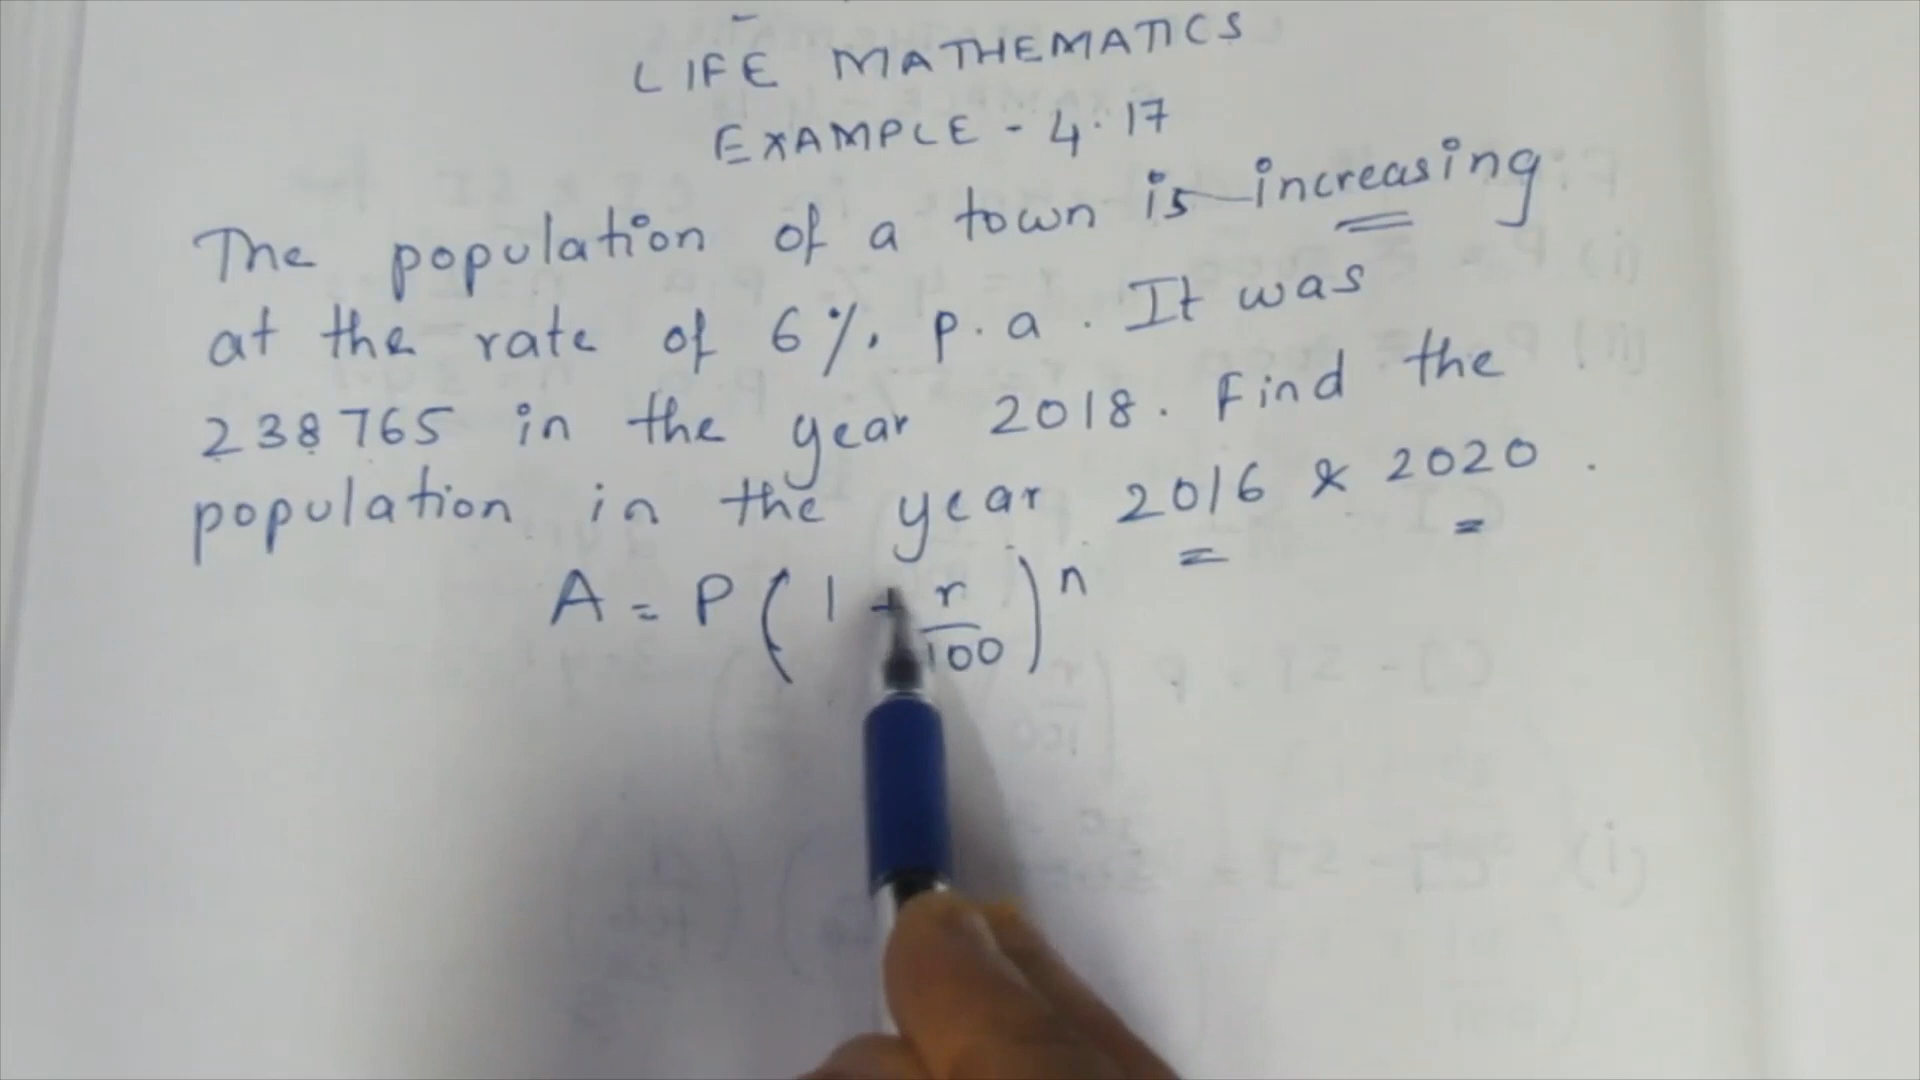 LIFE MATHEMATICS
EXAMPLE - 4.17
The population of a town is increasing
at the rate of 6% p.a. It was
238765 in the year 2018. Find the
population in the year 2016 & 2020.
A = P(1 + r/100)^n